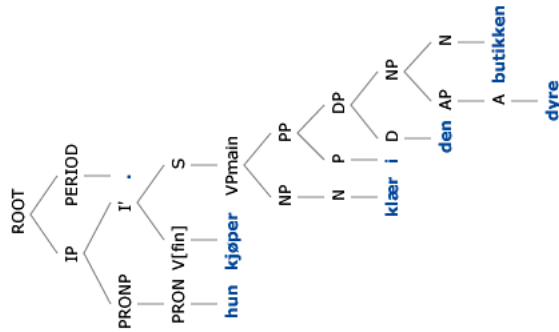 ROOT
IP PERIOD
PRONP I' .
PRON V[fin] S
hun kjøper VPmain
NP PP
N P DP
klær i D NP
den AP N
A butikken
dyre